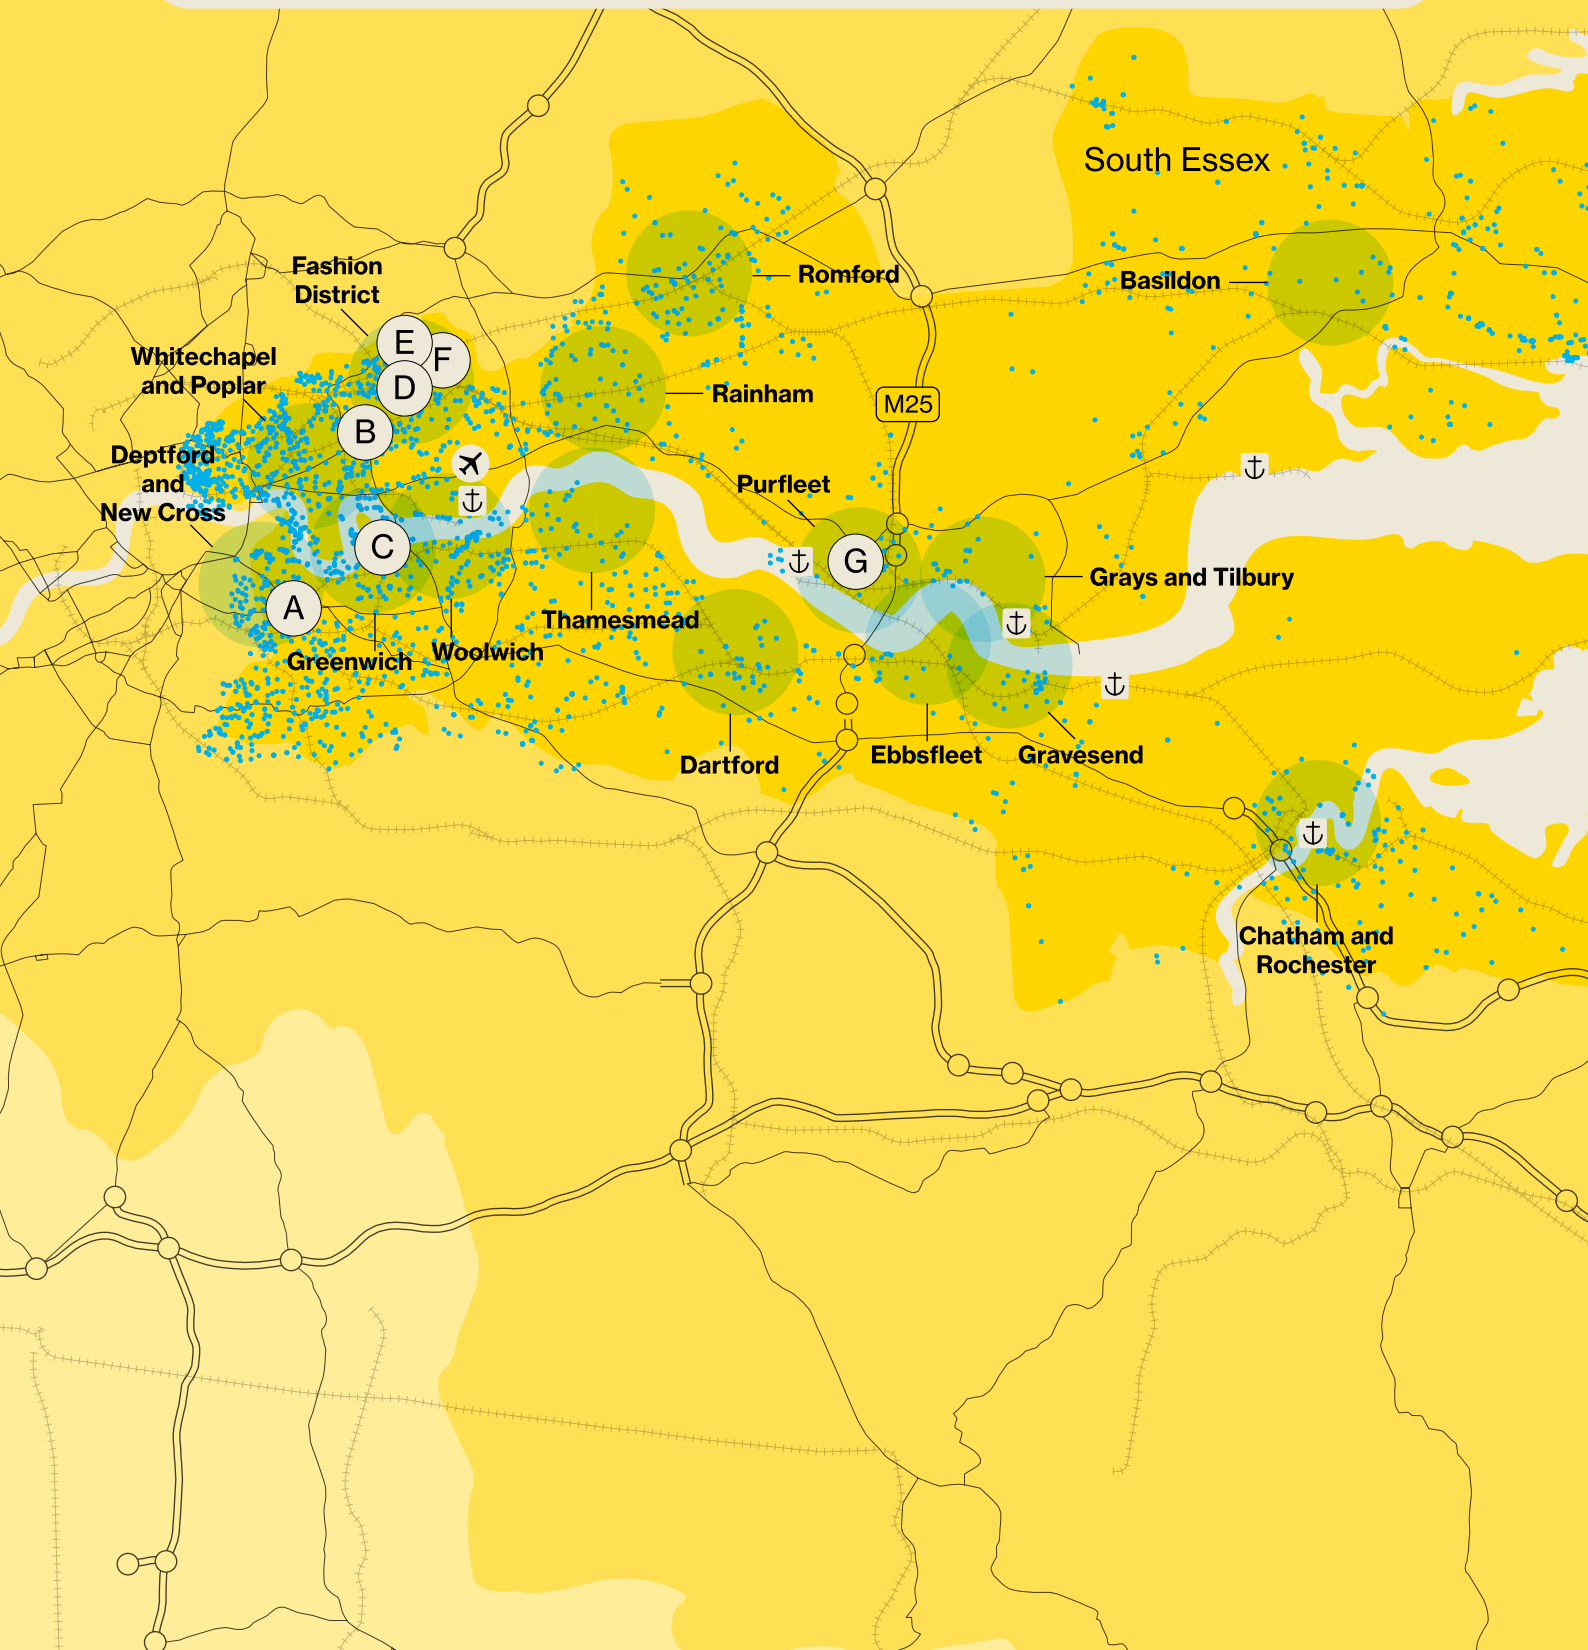 South Essex
Fashion
District
Romford
Basildon
E
F
Whitechapel
and Poplar
D
Rainham
M25
B
Deptford
and
New Cross
Purfleet
C
G
Grays and Tilbury
A
Thamesmead
Greenwich
Woolwich
Dartford
Ebbsfleet
Gravesend
Chatham and
Rochester